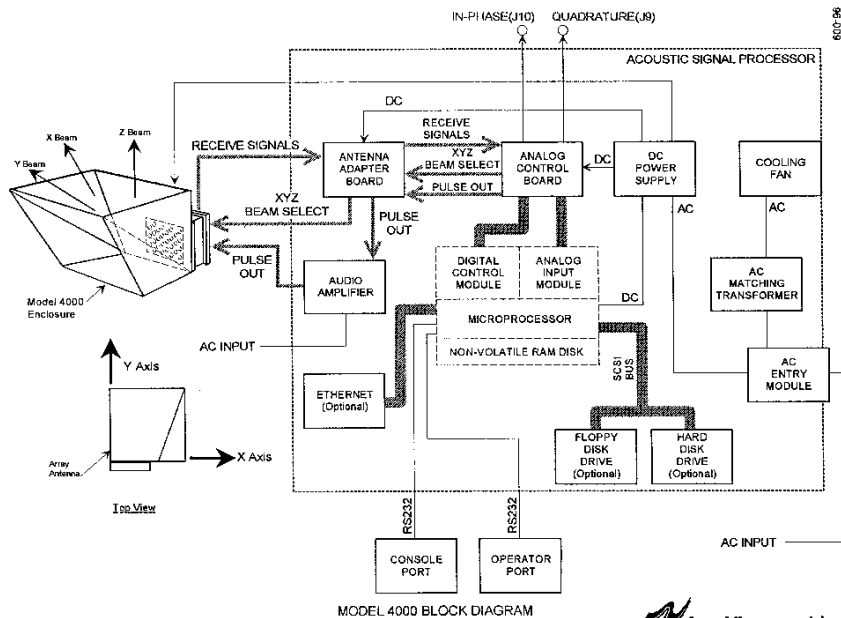 IN-PHASE(J10)
QUADRATURE(J9)
600-96
ACOUSTIC SIGNAL PROCESSOR
DC
RECEIVE
SIGNALS
X Beam
Z Beam
Y Beam
RECEIVE SIGNALS
ANTENNA
ADAPTER
BOARD
XYZ
BEAM SELECT
PULSE OUT
ANALOG
CONTROL
BOARD
DC
DC
POWER
SUPPLY
COOLING
FAN
AC
AC
XYZ
BEAM SELECT
PULSE
OUT
PULSE
OUT
Model 4000
Enclosure
AUDIO
AMPLIFIER
DIGITAL
CONTROL
MODULE
ANALOG
INPUT
MODULE
AC
MATCHING
TRANSFORMER
DC
MICROPROCESSOR
NON-VOLATILE RAM DISK
AC INPUT
SCSI
BUS
AC
ENTRY
MODULE
Y Axis
ETHERNET
(Optional)
X Axis
Array
Antenna
Top View
FLOPPY
DISK
DRIVE
(Optional)
HARD
DISK
DRIVE
(Optional)
RS232
RS232
CONSOLE
PORT
OPERATOR
PORT
AC INPUT
MODEL 4000 BLOCK DIAGRAM